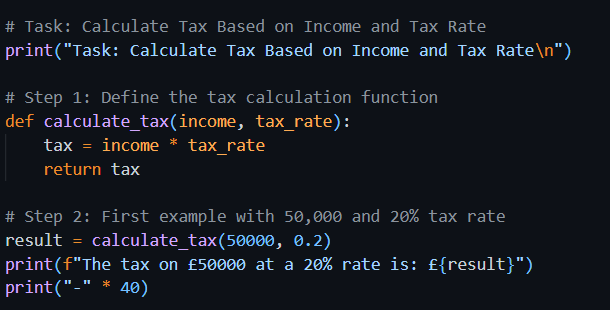 # Task: Calculate Tax Based on Income and Tax Rate
print("Task: Calculate Tax Based on Income and Tax Rate\n")
# Step 1: Define the tax calculation function
def calculate_tax(income, tax_rate):
    tax = income * tax_rate
    return tax
# Step 2: First example with 50,000 and 20% tax rate
result = calculate_tax(50000, 0.2)
print(f"The tax on £50000 at a 20% rate is: £{result}")
print("-" * 40)